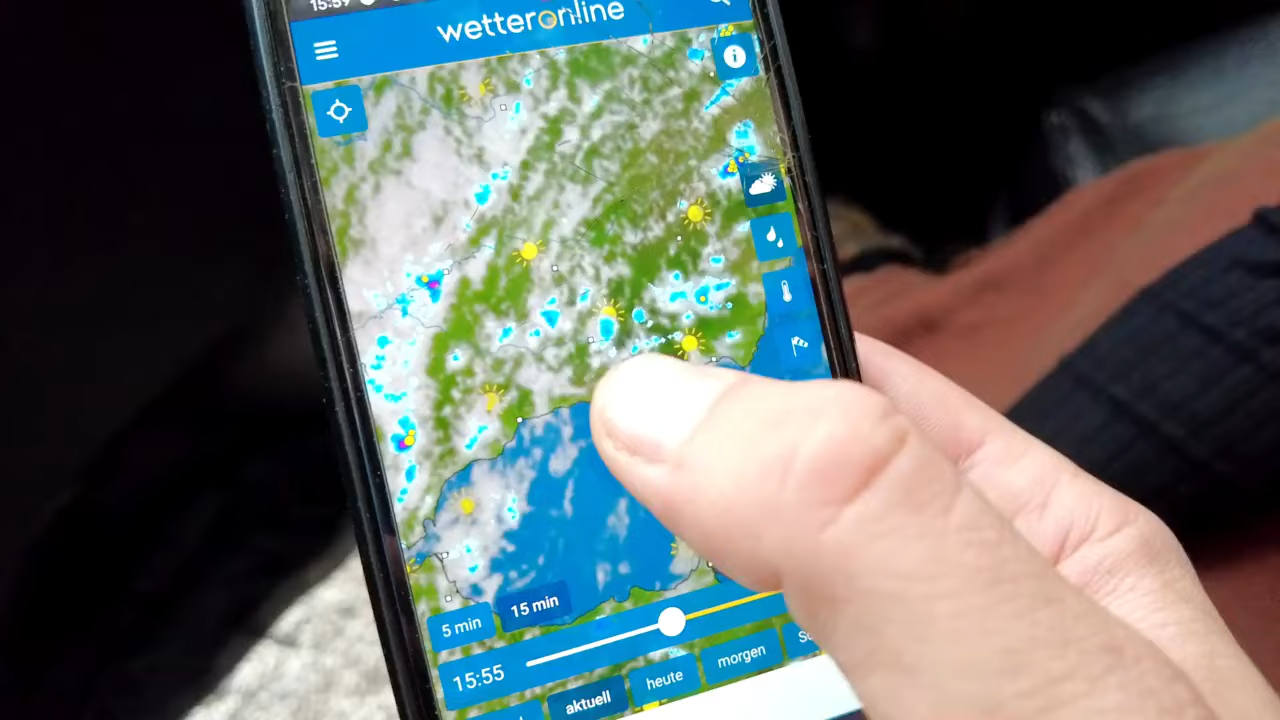 15:59
wetteronline
5 min
15 min
15:55
aktuell
heute
morgen